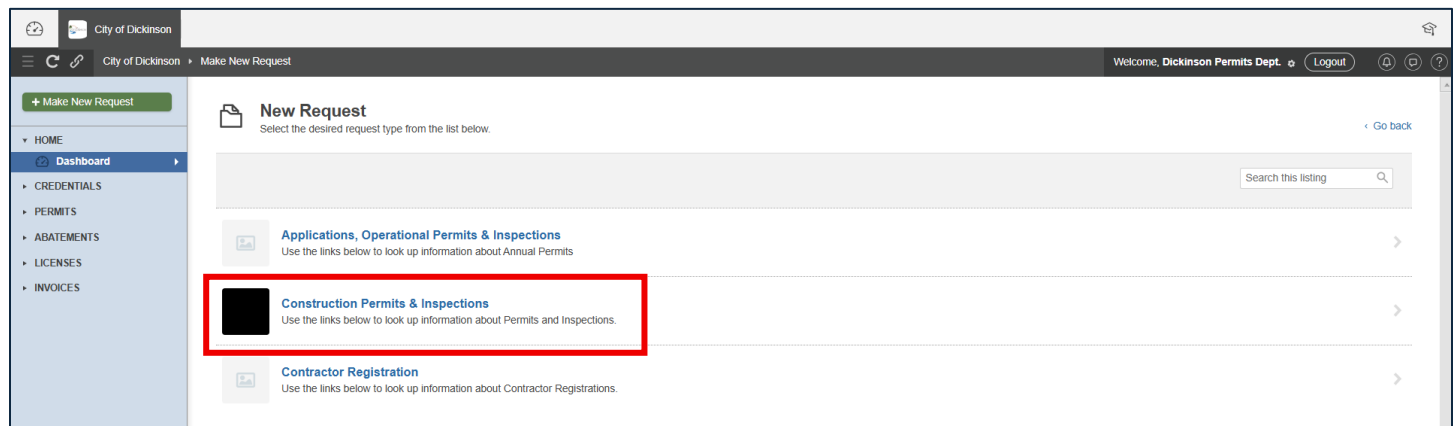 City of Dickinson
City of Dickinson ▸ Make New Request
Welcome, Dickinson Permits Dept. Logout ?
+ Make New Request
New Request
Select the desired request type from the list below.
‹ Go back
HOME
Dashboard
CREDENTIALS
PERMITS
ABATEMENTS
LICENSES
INVOICES
Search this listing
Applications, Operational Permits & Inspections
Use the links below to look up information about Annual Permits
Construction Permits & Inspections
Use the links below to look up information about Permits and Inspections.
Contractor Registration
Use the links below to look up information about Contractor Registrations.